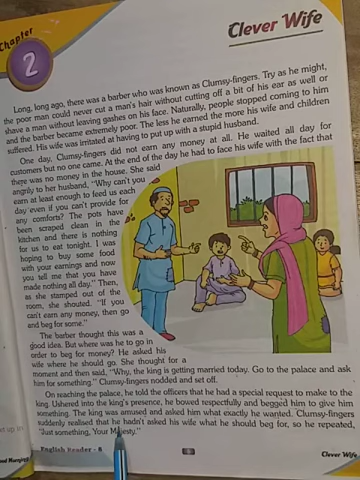 Chapter
2
Clever Wife
Long, long ago, there was a barber who was known as Clumsy-fingers. Try as he might,
the poor man could never cut a man's hair without cutting off a bit of his ear as well or
shave a man without leaving gashes on his face. Naturally, people stopped coming to him
and the barber became extremely poor. The less he earned the more his wife and children
suffered. His wife was irritated at having to put up with a stupid husband.
One day, Clumsy-fingers did not earn any money at all. He waited all day for
customers but no one came. At the end of the day he had to face his wife with the fact that
there was no money in the house. She said
angrily to her husband, "Why can't you
earn at least enough to feed us each
day even if you can't provide for
any comforts? The pots have
been scraped clean in the
kitchen and there is nothing
for us to eat tonight. I was
hoping to buy some food
with your earnings and now
you tell me that you have
made nothing all day." Then,
as she stamped out of the
room, she shouted. "If you
can't earn any money, then go
and beg for some."
The barber thought this was a
good idea. But where was he to go in
order to beg for money? He asked his
wife where he should go. She thought for a
moment and then said, "Why, the king is getting married today. Go to the palace and ask
him for something." Clumsy-fingers nodded and set off.
On reaching the palace, he told the officers that he had a special request to make to the
king. Ushered into the king's presence, he bowed respectfully and begged him to give him
something. The king was amused and asked him what exactly he wanted. Clumsy-fingers
suddenly realised that he hadn't asked his wife what he should beg for, so he repeated,
"Just something, Your Majesty."
English Reader - 8
Clever Wife